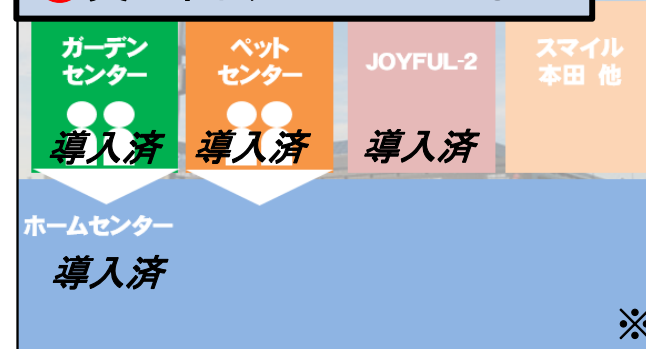 ガーデン
センター
ペット
センター
JOYFUL-2
スマイル
本田 他
導入済
導入済
導入済
ホームセンター
導入済
※